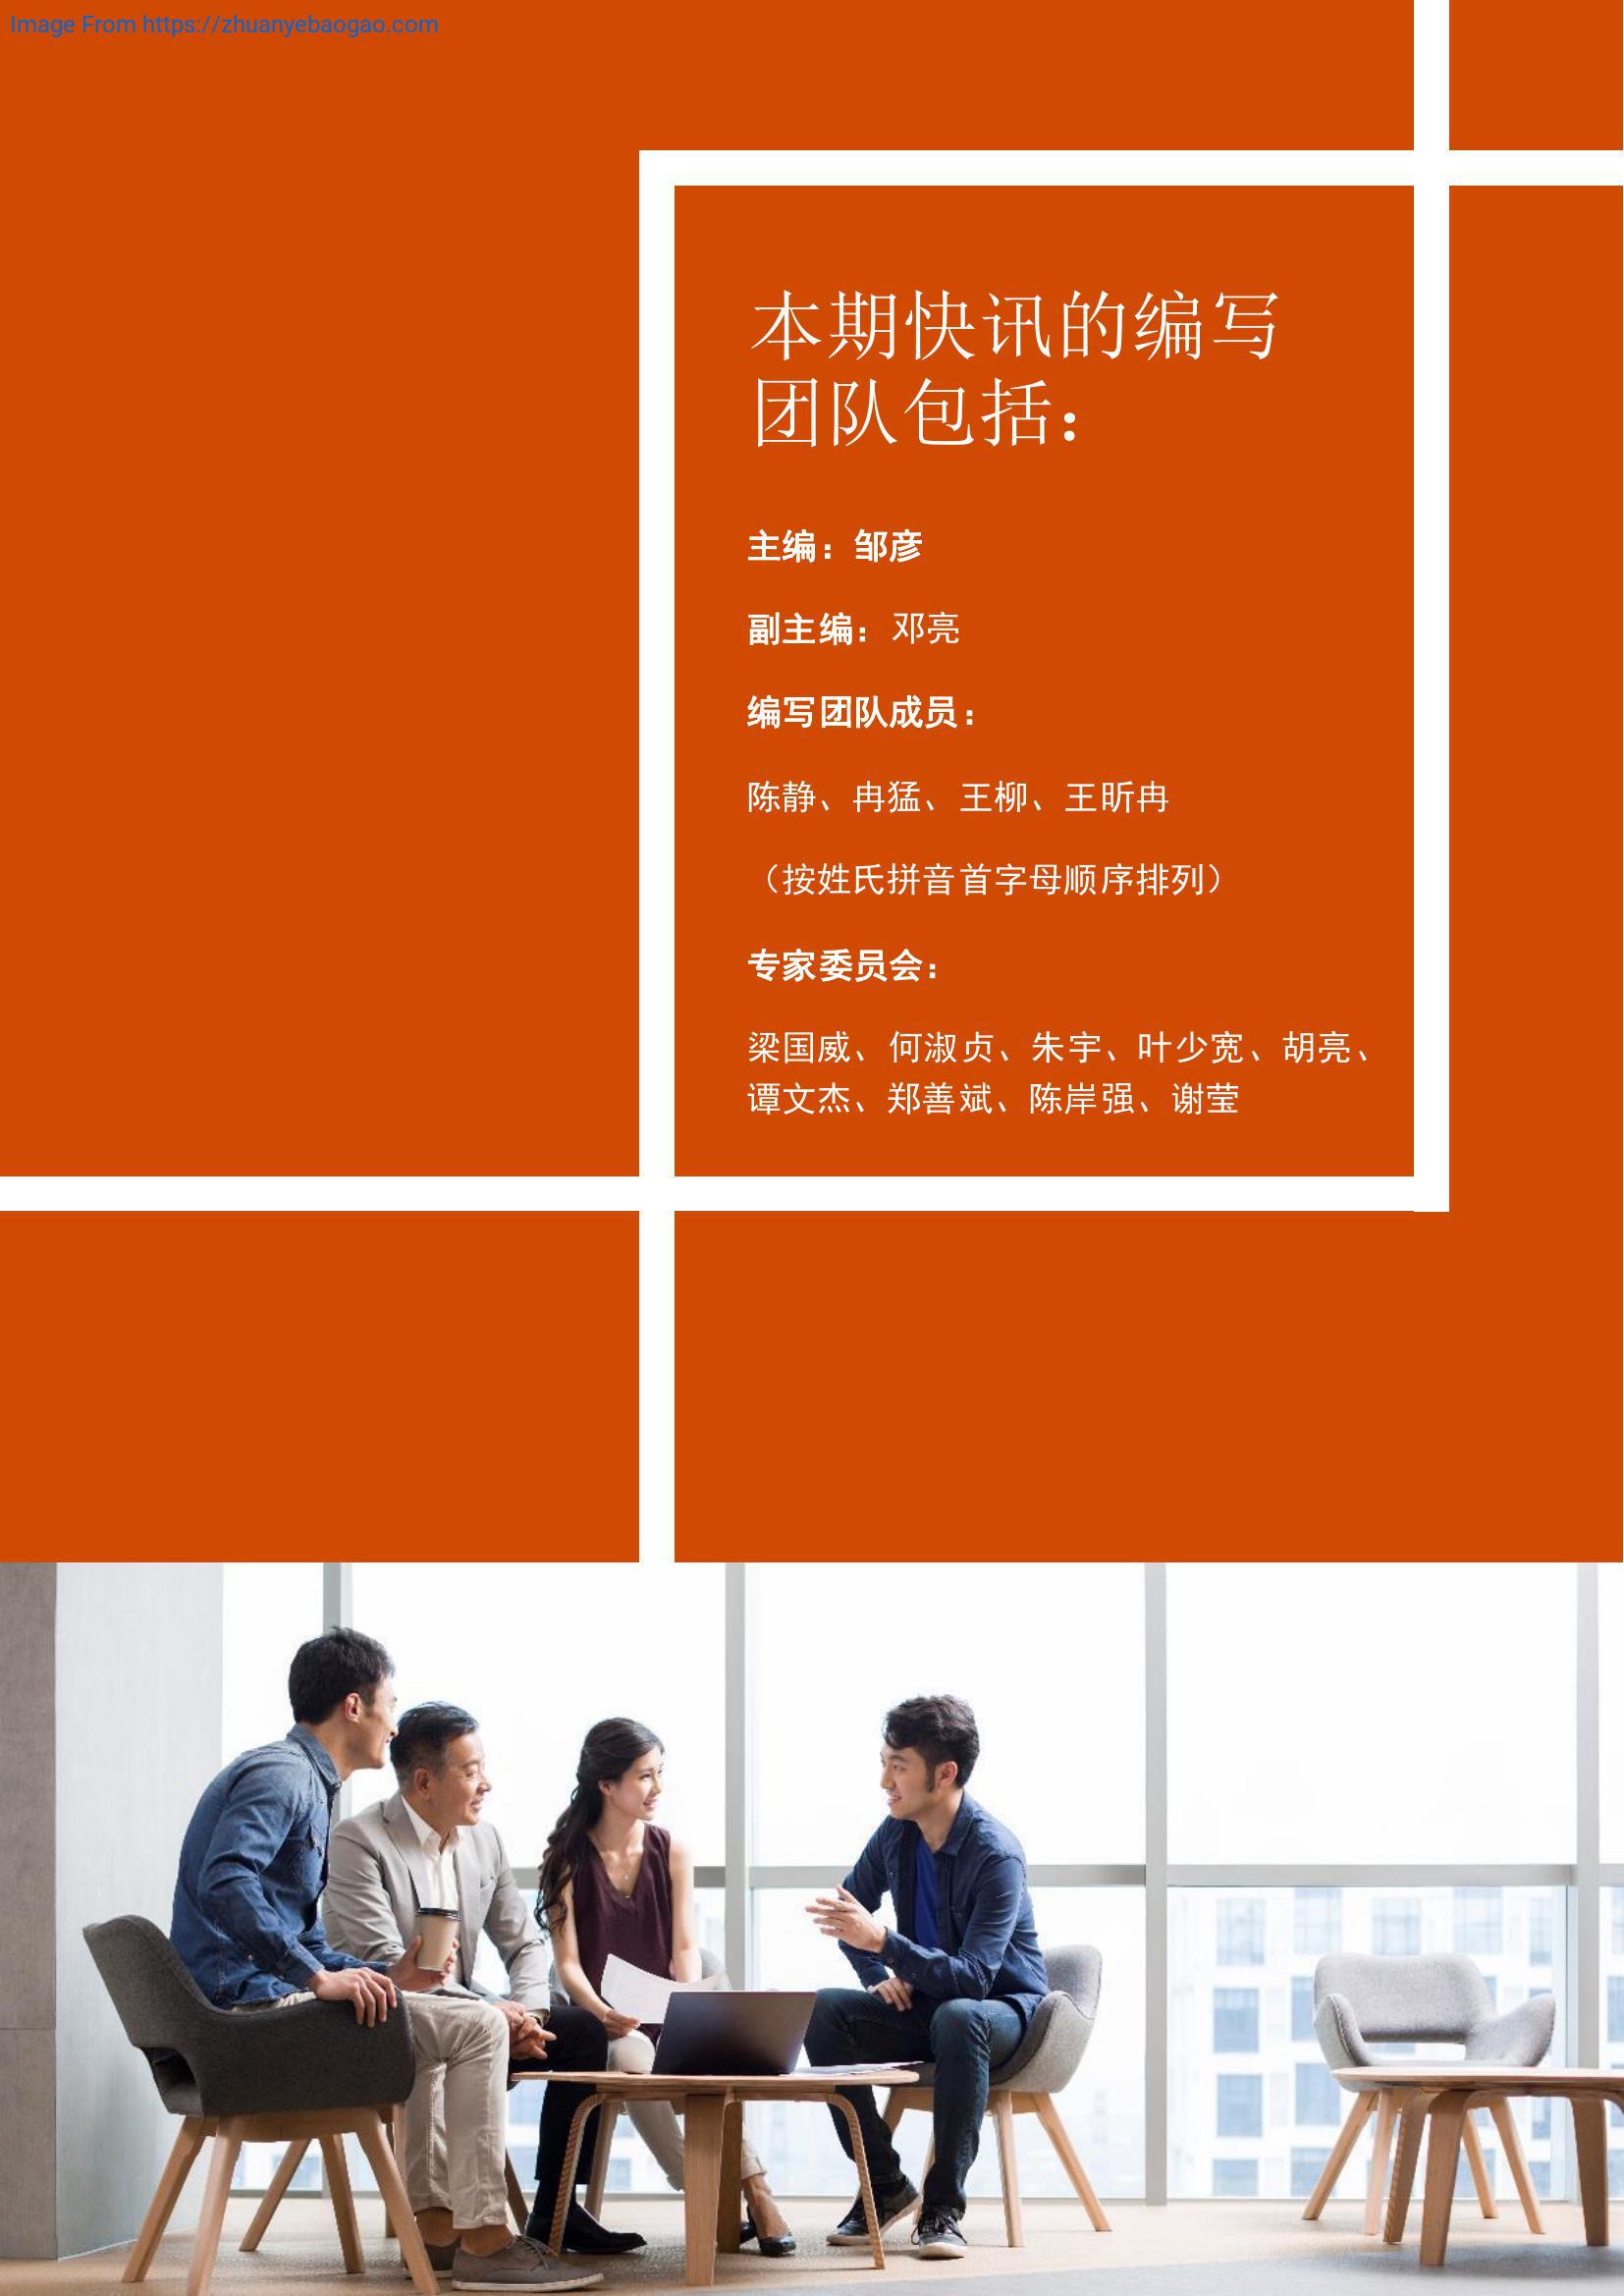 Image From https://zhuanyebaogao.com
本期快讯的编写
团队包括：
主编：邹彦
副主编：邓亮
编写团队成员：
陈静、冉猛、王柳、王昕冉
（按姓氏拼音首字母顺序排列）
专家委员会：
梁国威、何淑贞、朱宇、叶少宽、胡亮、
谭文杰、郑善斌、陈岸强、谢莹